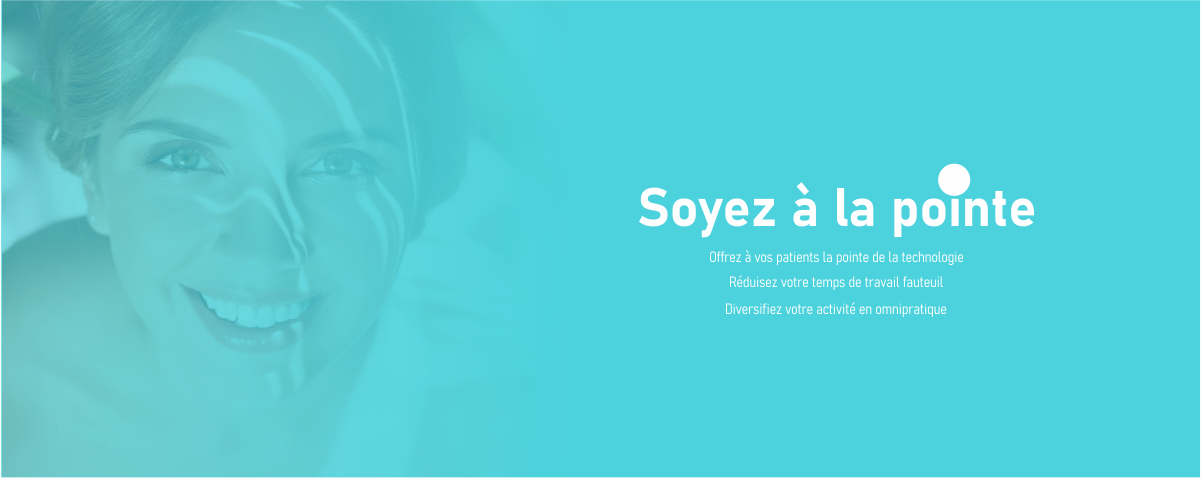 Soyez à la pointe
Offrez à vos patients la pointe de la technologie
Réduisez votre temps de travail fauteuil
Diversifiez votre activité en omnipratique